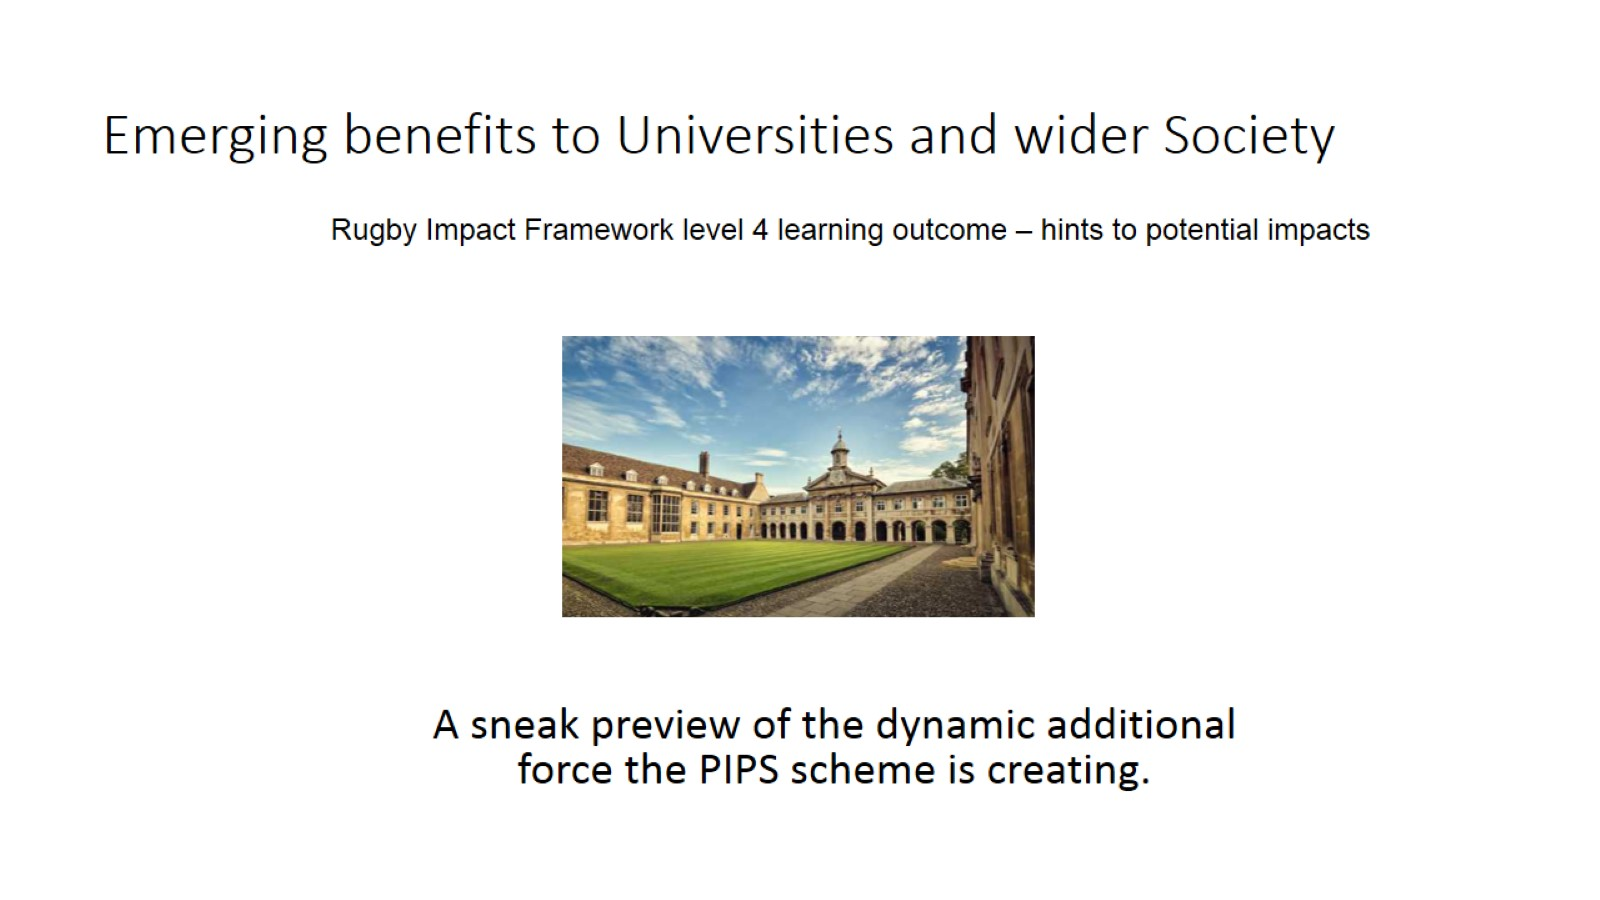 Emerging benefits to Universities and wider Society
Rugby Impact Framework level 4 learning outcome – hints to potential impacts
A sneak preview of the dynamic additional
force the PIPS scheme is creating.